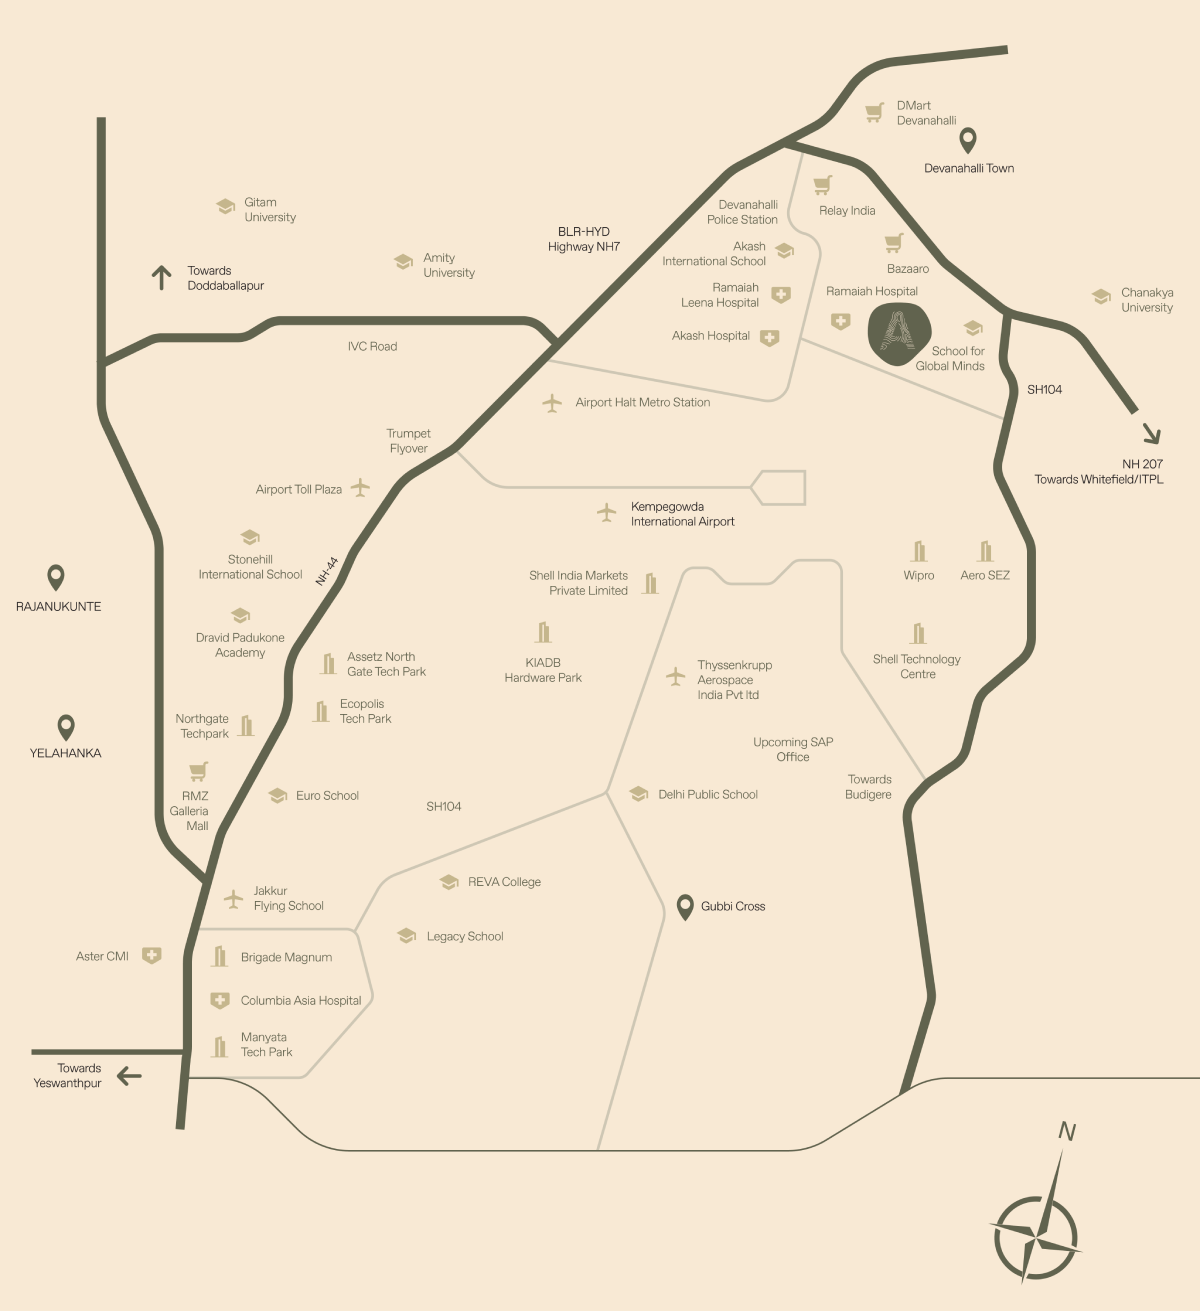 DMart
Devanahalli
Devanahalli Town
Gitam
University
Devanahalli
Police Station
Relay India
BLR-HYD
Highway NH7
Amity
University
Towards
Doddaballapur
Akash
International School
Bazaaro
Ramaiah
Leena Hospital
Ramaiah Hospital
Chanakya
University
A
Akash Hospital
School for
Global Minds
IVC Road
SH104
Airport Halt Metro Station
Trumpet
Flyover
NH 207
Towards Whitefield/ITPL
Airport Toll Plaza
Kempegowda
International Airport
Stonehill
International School
NH-44
Shell India Markets
Private Limited
Wipro
Aero SEZ
RAJANUKUNTE
Dravid Padukone
Academy
Assetz North
Gate Tech Park
KIADB
Hardware Park
Thyssenkrupp
Aerospace
India Pvt ltd
Shell Technology
Centre
Ecopolis
Tech Park
Northgate
Techpark
YELAHANKA
Upcoming SAP
Office
Towards
Budigere
RMZ
Galleria
Mall
Euro School
SH104
Delhi Public School
Jakkur
Flying School
REVA College
Gubbi Cross
Legacy School
Aster CMI
Brigade Magnum
Columbia Asia Hospital
Manyata
Tech Park
Towards
Yeswanthpur
N